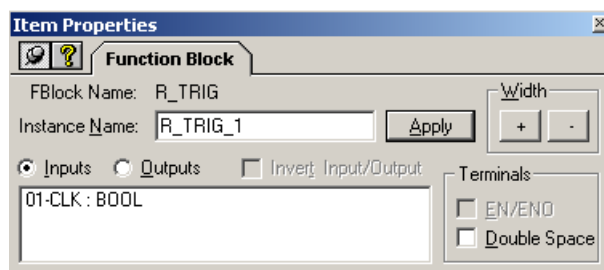 Item Properties
Function Block
FBlock Name: R_TRIG
Width
Instance Name: R_TRIG_1
Apply
+ -
Inputs Outputs Invert Input/Output
Terminals
01-CLK : BOOL
EN/ENO
Double Space